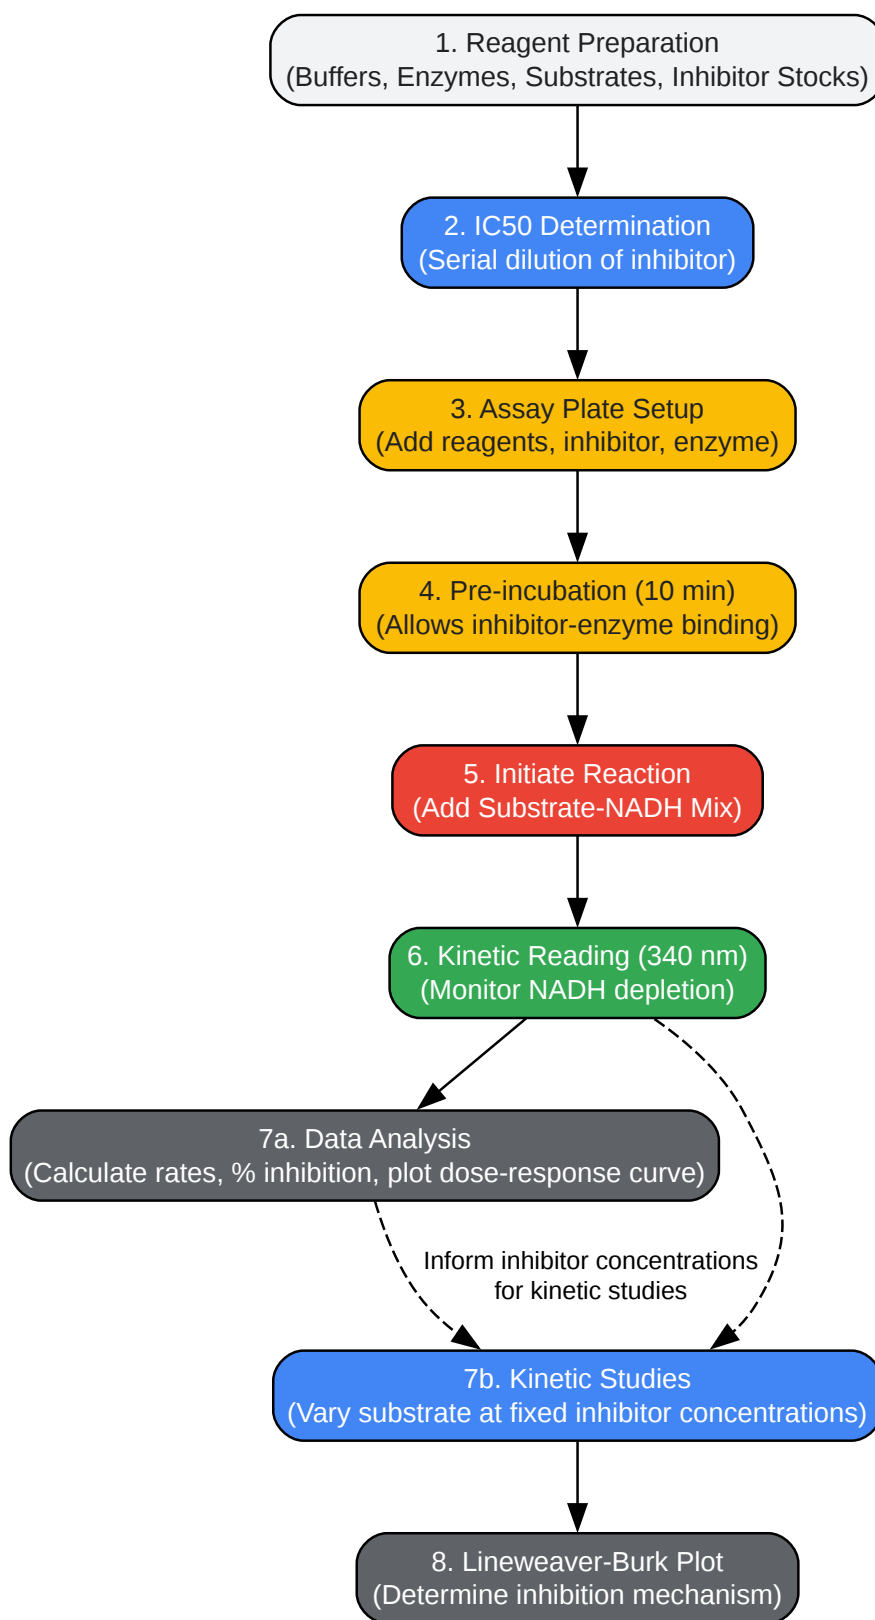 1. Reagent Preparation
(Buffers, Enzymes, Substrates, Inhibitor Stocks)
2. IC50 Determination
(Serial dilution of inhibitor)
3. Assay Plate Setup
(Add reagents, inhibitor, enzyme)
4. Pre-incubation (10 min)
(Allows inhibitor-enzyme binding)
5. Initiate Reaction
(Add Substrate-NADH Mix)
6. Kinetic Reading (340 nm)
(Monitor NADH depletion)
7a. Data Analysis
(Calculate rates, % inhibition, plot dose-response curve)
Inform inhibitor concentrations
for kinetic studies
7b. Kinetic Studies
(Vary substrate at fixed inhibitor concentrations)
8. Lineweaver-Burk Plot
(Determine inhibition mechanism)